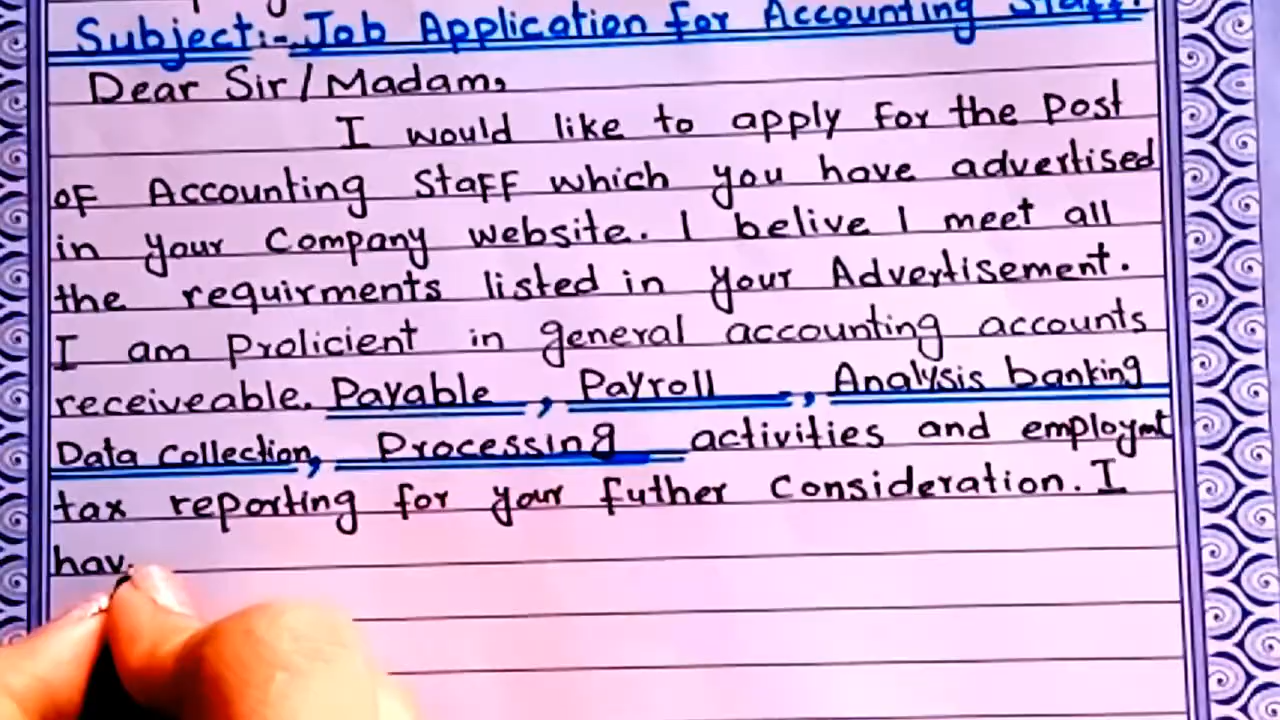 Subject:- Job Application for Accounting Staff.
Dear Sir/Madam,
I would like to apply For the Post
of Accounting Staff which you have advertised
in your Company website. I belive I meet all
the requirments listed in your Advertisement.
I am Prolicient in general accounting accounts
receiveable. Payable, Payroll, Analysis banking
Data collection, Processing activities and employmt
tax reporting for your futher Consideration. I
hav